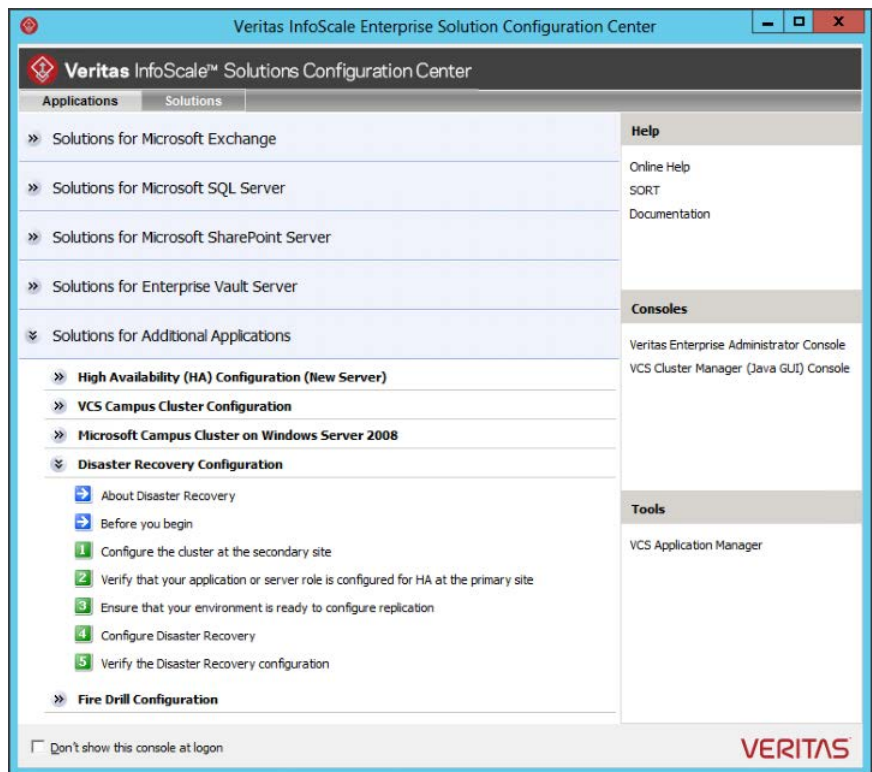 Veritas InfoScale Enterprise Solution Configuration Center
Veritas InfoScale™ Solutions Configuration Center
Applications Solutions
Solutions for Microsoft Exchange
Solutions for Microsoft SQL Server
Solutions for Microsoft SharePoint Server
Solutions for Enterprise Vault Server
Solutions for Additional Applications
High Availability (HA) Configuration (New Server)
VCS Campus Cluster Configuration
Microsoft Campus Cluster on Windows Server 2008
Disaster Recovery Configuration
About Disaster Recovery
Before you begin
1 Configure the cluster at the secondary site
2 Verify that your application or server role is configured for HA at the primary site
3 Ensure that your environment is ready to configure replication
4 Configure Disaster Recovery
5 Verify the Disaster Recovery configuration
Fire Drill Configuration
Help
Online Help
SORT
Documentation
Consoles
Veritas Enterprise Administrator Console
VCS Cluster Manager (Java GUI) Console
Tools
VCS Application Manager
Don't show this console at logon
VERITAS